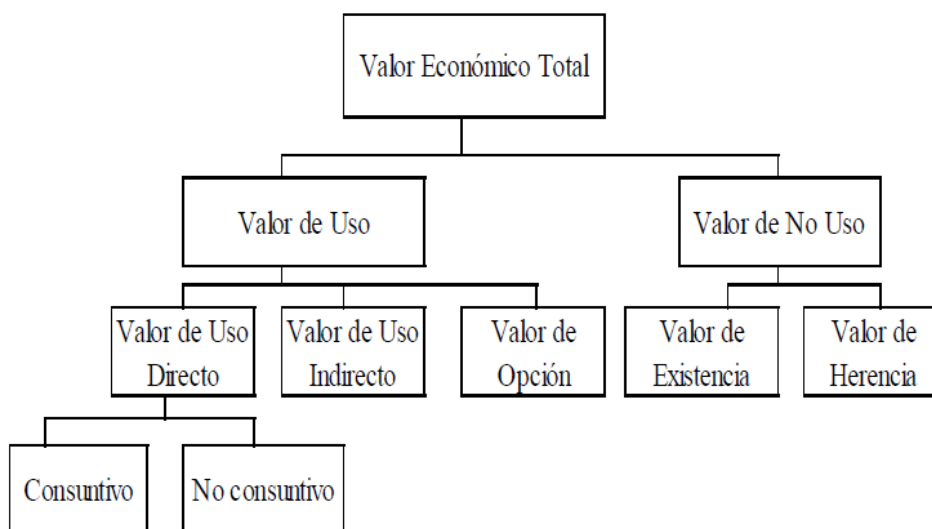 Valor Económico Total
Valor de Uso
Valor de No Uso
Valor de Uso
Directo
Valor de Uso
Indirecto
Valor de
Opción
Valor de
Existencia
Valor de
Herencia
Consuntivo
No consuntivo